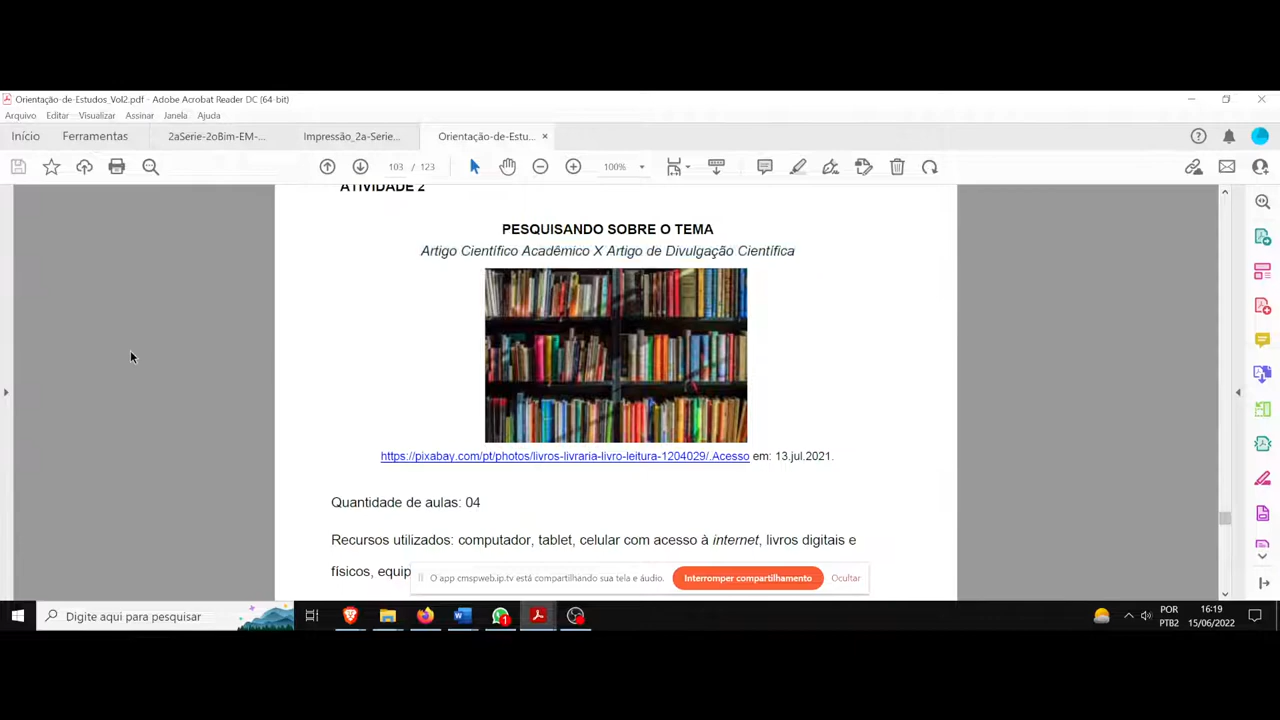 Orientação-de-Estudos_Vol2.pdf - Adobe Acrobat Reader DC (64-bit)
Arquivo Editar Visualizar Assinar Janela Ajuda
Início Ferramentas 2aSerie-2oBim-EM-... Impressão_2a-Serie... Orientação-de-Estu... ×
103 / 123 100%
ATIVIDADE 2
PESQUISANDO SOBRE O TEMA
Artigo Científico Acadêmico X Artigo de Divulgação Científica
https://pixabay.com/pt/photos/livros-livraria-livro-leitura-1204029/.Acesso em: 13.jul.2021.
Quantidade de aulas: 04
Recursos utilizados: computador, tablet, celular com acesso à internet, livros digitais e
físicos, equip
O app cmspweb.ip.tv está compartilhando sua tela e áudio. Interromper compartilhamento Ocultar
Digite aqui para pesquisar
1
POR
PTB2
16:19
15/06/2022